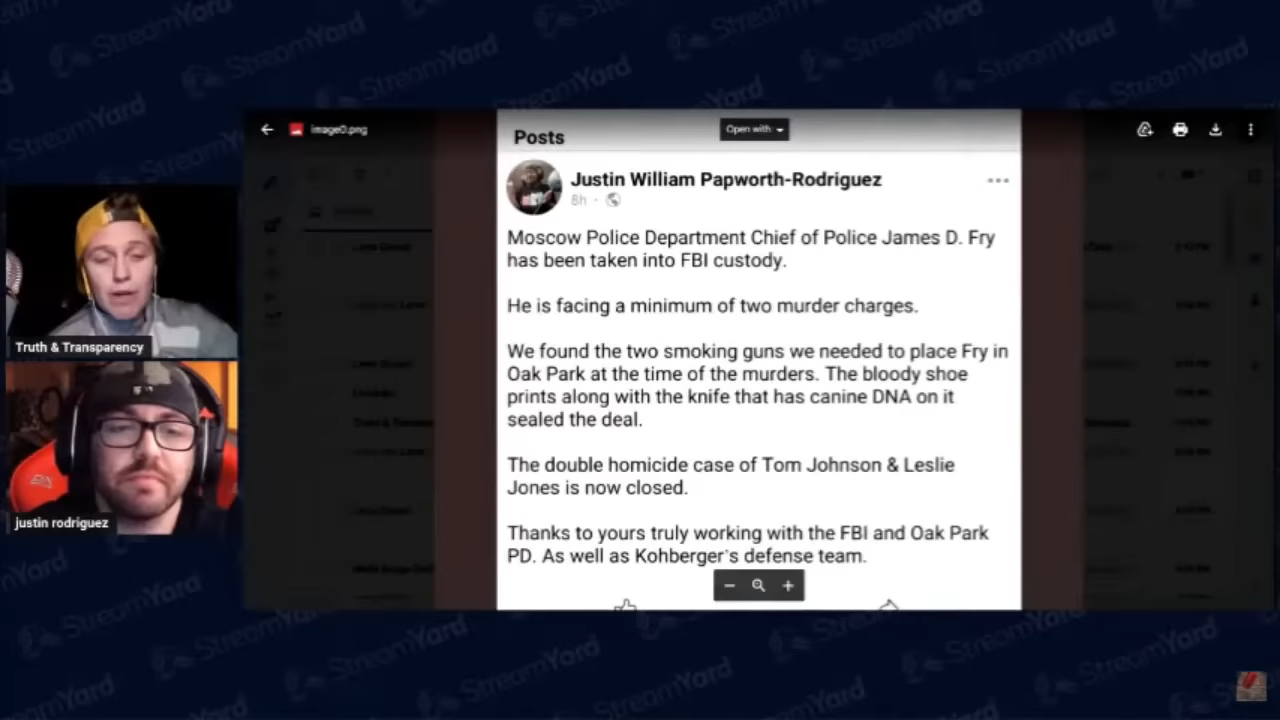 StreamYard
image0.png
Open with
Posts
Justin William Papworth-Rodriguez
8h ·
Moscow Police Department Chief of Police James D. Fry
has been taken into FBI custody.
He is facing a minimum of two murder charges.
We found the two smoking guns we needed to place Fry in
Oak Park at the time of the murders. The bloody shoe
prints along with the knife that has canine DNA on it
sealed the deal.
The double homicide case of Tom Johnson & Leslie
Jones is now closed.
Thanks to yours truly working with the FBI and Oak Park
PD. As well as Kohberger's defense team.
Truth & Transparency
justin rodriguez